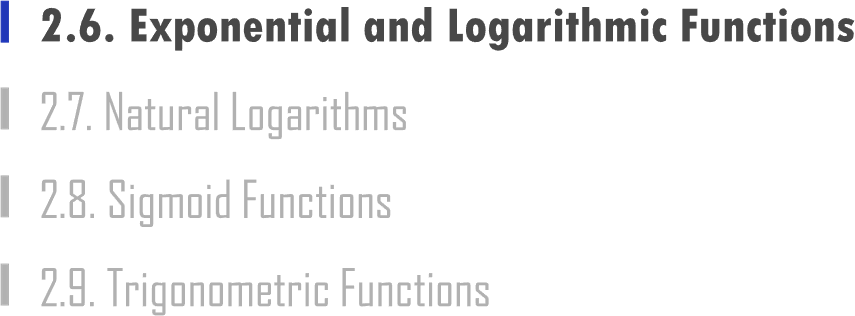 2.6. Exponential and Logarithmic Functions
2.7. Natural Logarithms
2.8. Sigmoid Functions
2.9. Trigonometric Functions